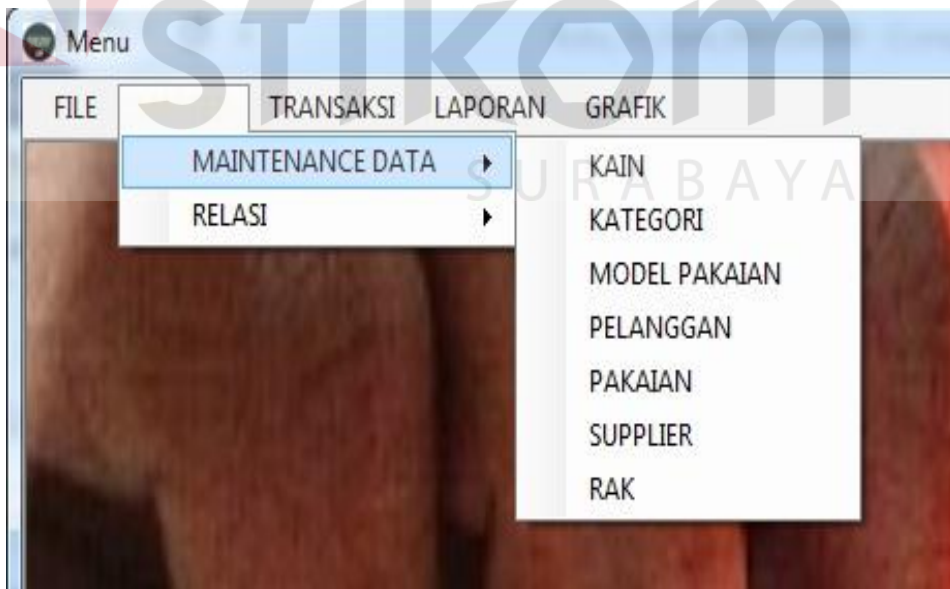 stikom
Menu
FILE TRANSAKSI LAPORAN GRAFIK
MAINTENANCE DATA
RELASI
SURABAYA
KAIN
KATEGORI
MODEL PAKAIAN
PELANGGAN
PAKAIAN
SUPPLIER
RAK